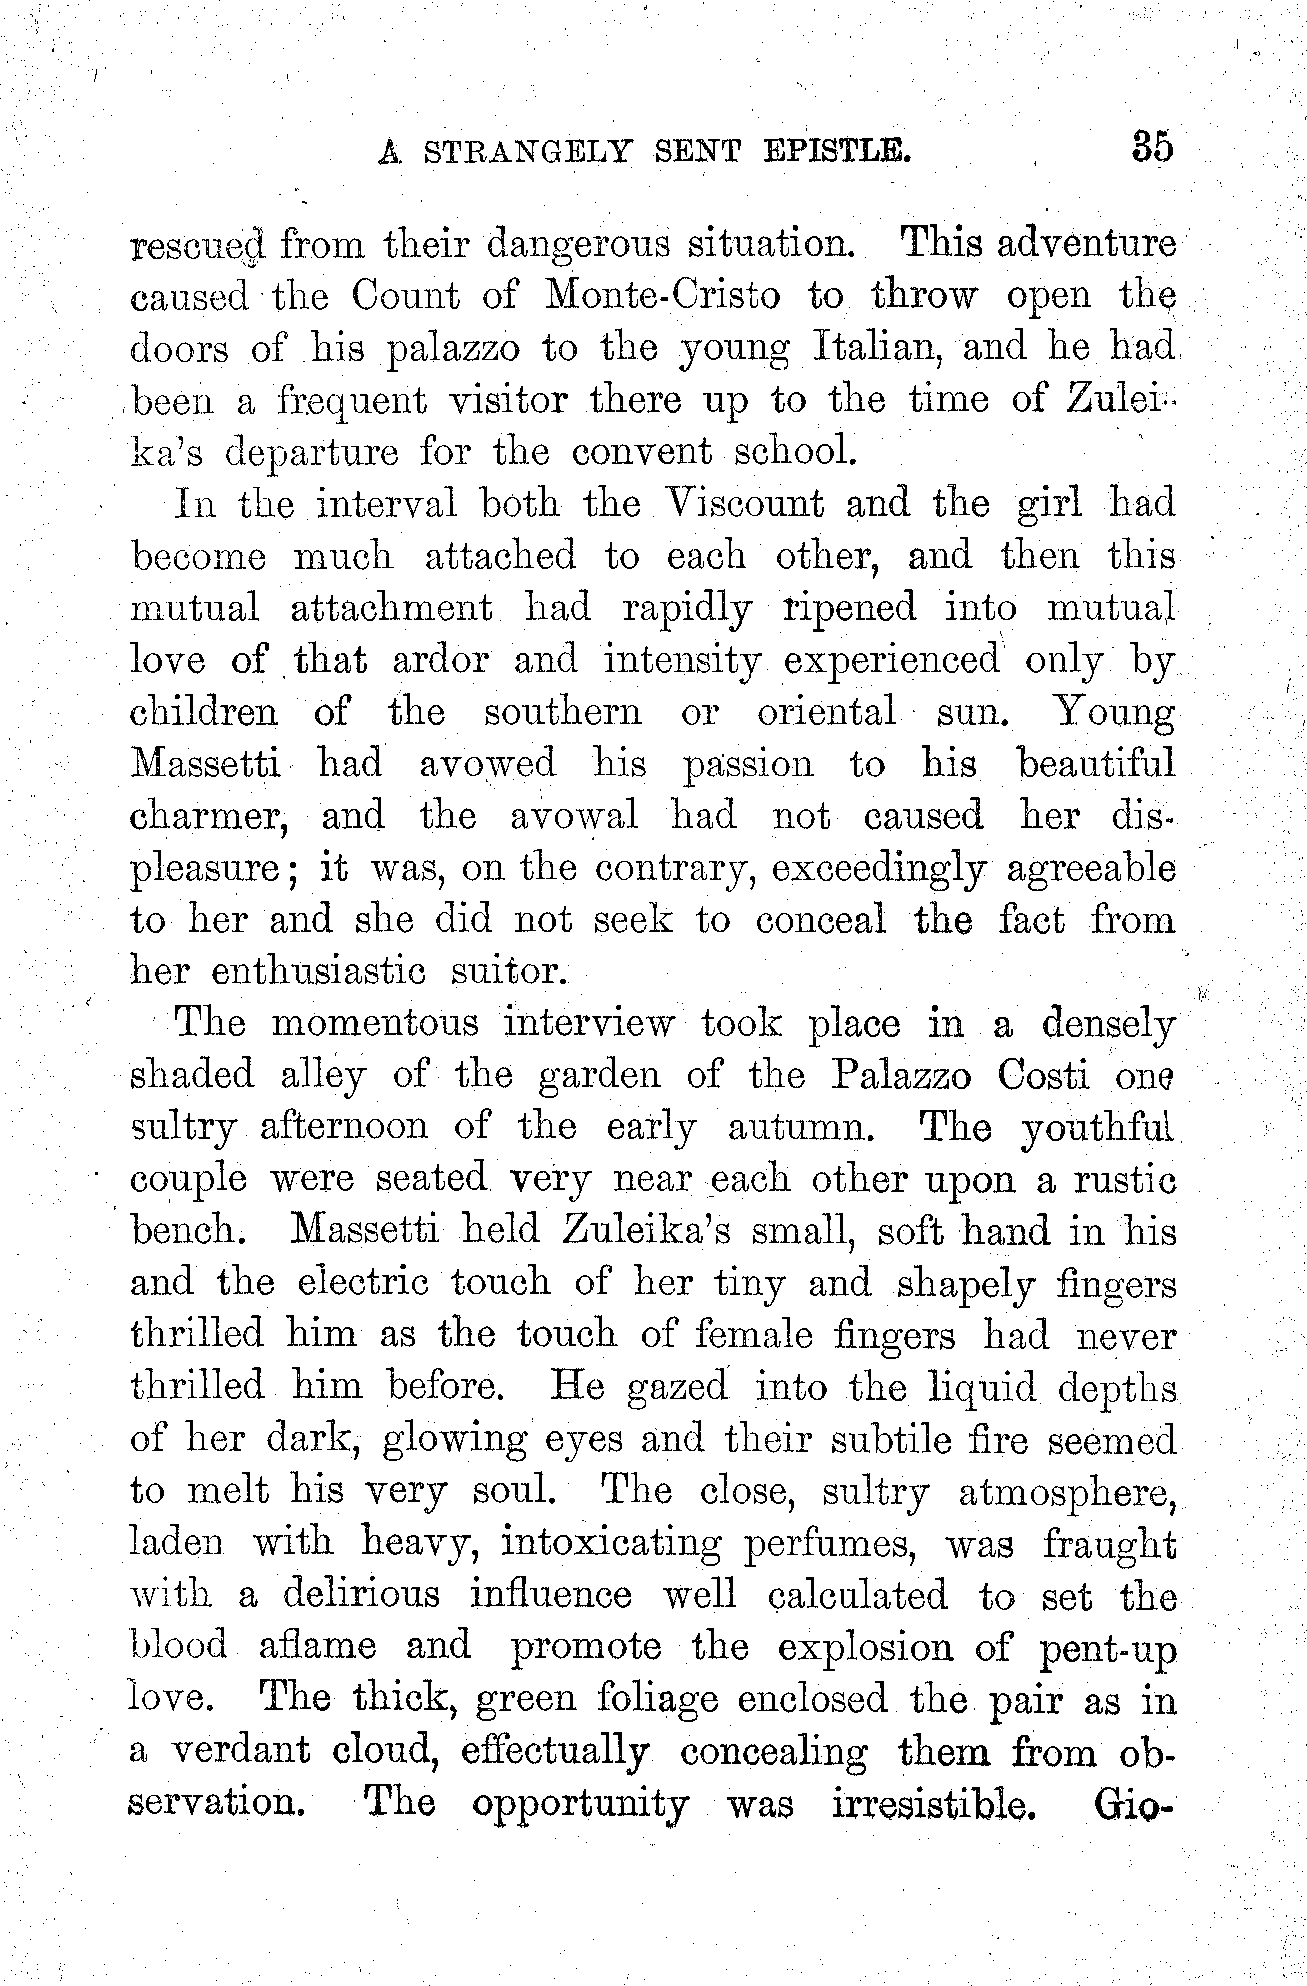 A STRANGELY SENT EPISTLE. 35
rescued from their dangerous situation. This adventure
caused the Count of Monte-Cristo to throw open the
doors of his palazzo to the young Italian, and he had
been a frequent visitor there up to the time of Zulei-
ka's departure for the convent school.
In the interval both the Viscount and the girl had
become much attached to each other, and then this
mutual attachment had rapidly ripened into mutual
love of that ardor and intensity experienced only by
children of the southern or oriental sun. Young
Massetti had avowed his passion to his beautiful
charmer, and the avowal had not caused her dis-
pleasure; it was, on the contrary, exceedingly agreeable
to her and she did not seek to conceal the fact from
her enthusiastic suitor.
The momentous interview took place in a densely
shaded alley of the garden of the Palazzo Costi one
sultry afternoon of the early autumn. The youthful
couple were seated very near each other upon a rustic
bench. Massetti held Zuleika's small, soft hand in his
and the electric touch of her tiny and shapely fingers
thrilled him as the touch of female fingers had never
thrilled him before. He gazed into the liquid depths
of her dark, glowing eyes and their subtile fire seemed
to melt his very soul. The close, sultry atmosphere,
laden with heavy, intoxicating perfumes, was fraught
with a delirious influence well calculated to set the
blood aflame and promote the explosion of pent-up
love. The thick, green foliage enclosed the pair as in
a verdant cloud, effectually concealing them from ob-
servation. The opportunity was irresistible. Gio-